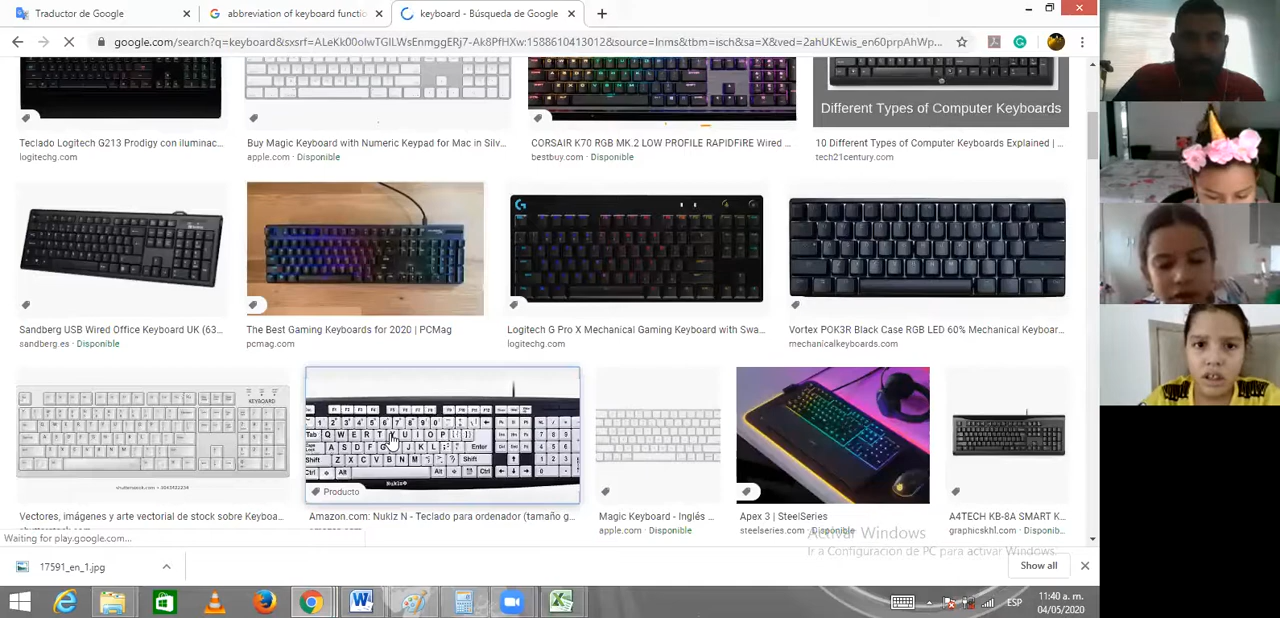 Traductor de Google
abbreviation of keyboard functio
keyboard - Búsqueda de Google
google.com/search?q=keyboard&sxsrf=ALeKk00olwTGILWsEnmggERj7-Ak8PfHXw:1588610413012&source=lnms&tbm=isch&sa=X&ved=2ahUKEwis_en60prpAhWp...
Different Types of Computer Keyboards
Teclado Logitech G213 Prodigy con iluminac...
logitechg.com
Buy Magic Keyboard with Numeric Keypad for Mac in Silv...
apple.com · Disponible
CORSAIR K70 RGB MK.2 LOW PROFILE RAPIDFIRE Wired ...
bestbuy.com · Disponible
10 Different Types of Computer Keyboards Explained | ...
tech21century.com
Sandberg USB Wired Office Keyboard UK (63...
sandberg.es · Disponible
The Best Gaming Keyboards for 2020 | PCMag
pcmag.com
Logitech G Pro X Mechanical Gaming Keyboard with Swa...
logitechg.com
Vortex POK3R Black Case RGB LED 60% Mechanical Keyboar...
mechanicalkeyboards.com
KEYBOARD
Producto
Vectores, imágenes y arte vectorial de stock sobre Keyboa...
Amazon.com: Nuklz N - Teclado para ordenador (tamaño g...
Magic Keyboard - Inglés ...
apple.com · Disponible
Apex 3 | SteelSeries
steelseries.com · Disponible
A4TECH KB-8A SMART K...
graphicskhl.com · Disponib...
Waiting for play.google.com...
Activar Windows
Ir a Configuración de PC para activar Windows.
17591_en_1.jpg
Show all
ESP
11:40 a. m.
04/05/2020